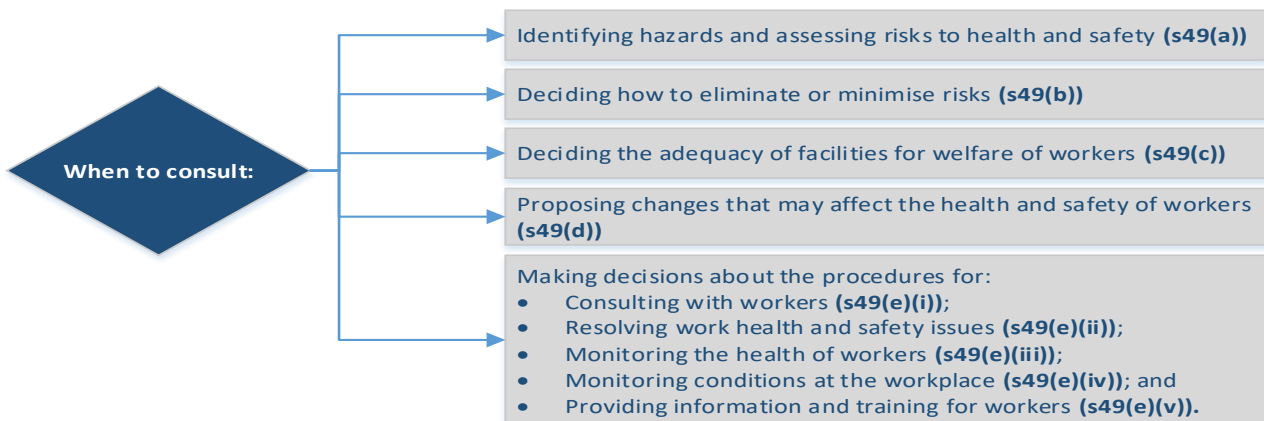 When to consult:
Identifying hazards and assessing risks to health and safety (s49(a))
Deciding how to eliminate or minimise risks (s49(b))
Deciding the adequacy of facilities for welfare of workers (s49(c))
Proposing changes that may affect the health and safety of workers
(s49(d))
Making decisions about the procedures for:
• Consulting with workers (s49(e)(i));
• Resolving work health and safety issues (s49(e)(ii));
• Monitoring the health of workers (s49(e)(iii));
• Monitoring conditions at the workplace (s49(e)(iv)); and
• Providing information and training for workers (s49(e)(v)).